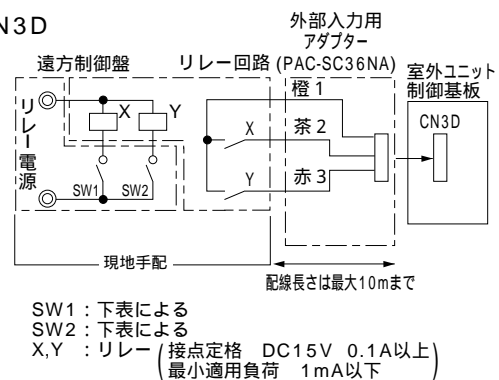 N3D
外部入力用
アダプター
(PAC-SC36NA)
遠方制御盤
リレー回路
室外ユニット
制御基板
リレー電源
X
Y
SW1
SW2
X
Y
橙 1
茶 2
赤 3
CN3D
現地手配
配線長さは最大10mまで
SW1 : 下表による
SW2 : 下表による
X,Y : リレー (接点定格 DC15V 0.1A以上
最小適用負荷 1mA以下)